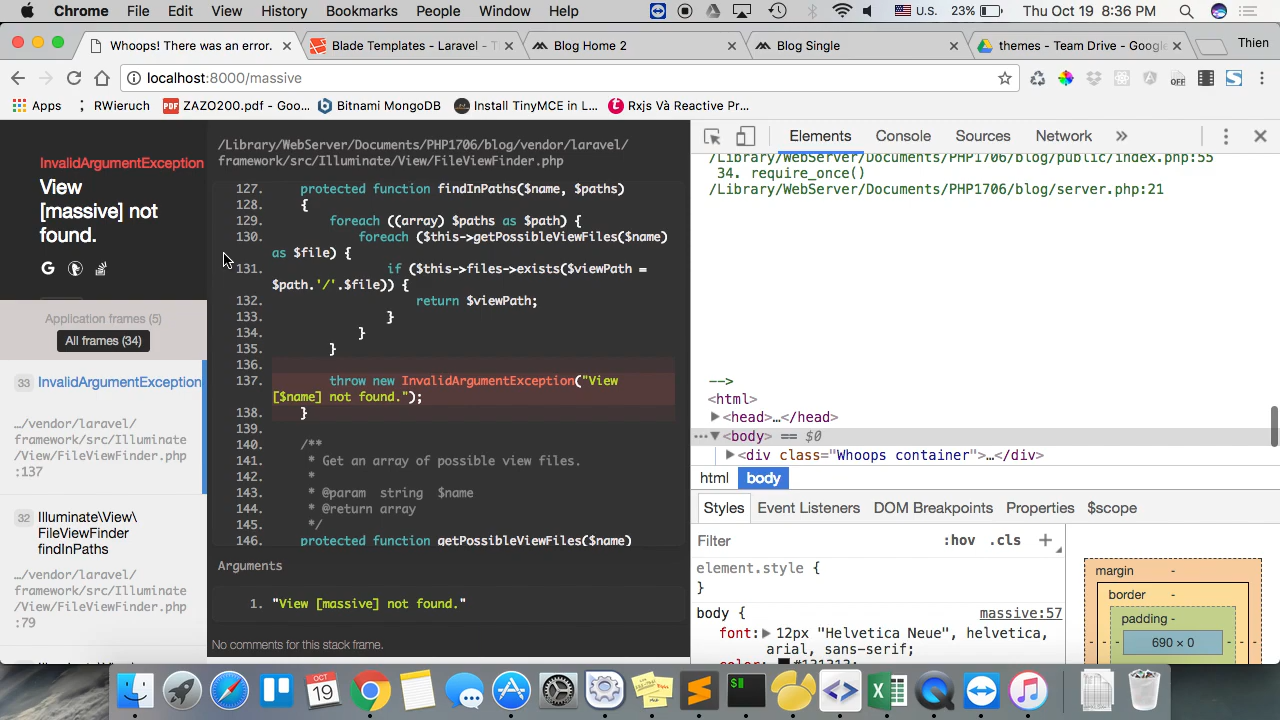 Chrome File Edit View History Bookmarks People Window Help U.S. 23% Thu Oct 19 8:36 PM
Whoops! There was an error. × Blade Templates - Laravel - T × Blog Home 2 × Blog Single × themes - Team Drive - Google × Thien
localhost:8000/massive OFF
Apps RWieruch PDF ZAZO200.pdf - Goo... Bitnami MongoDB Install TinyMCE in L... Rxjs Và Reactive Pr...
InvalidArgumentException
View
[massive] not
found.
Application frames (5)
All frames (34)
33 InvalidArgumentException
…/vendor/laravel/
framework/src/Illuminate
/View/FileViewFinder.php
:137
32 Illuminate\View\
FileViewFinder
findInPaths
…/vendor/laravel/
framework/src/Illuminate
/View/FileViewFinder.php
:79
/Library/WebServer/Documents/PHP1706/blog/vendor/laravel/
framework/src/Illuminate/View/FileViewFinder.php
127. protected function findInPaths($name, $paths)
128. {
129. foreach ((array) $paths as $path) {
130. foreach ($this->getPossibleViewFiles($name)
as $file) {
131. if ($this->files->exists($viewPath =
$path.'/'.$file)) {
132. return $viewPath;
133. }
134. }
135. }
136.
137. throw new InvalidArgumentException("View
[$name] not found.");
138. }
139.
140. /**
141. * Get an array of possible view files.
142. *
143. * @param string $name
144. * @return array
145. */
146. protected function getPossibleViewFiles($name)
Arguments
1. "View [massive] not found."
No comments for this stack frame.
Elements Console Sources Network »
/Library/WebServer/Documents/PHP1706/blog/public/index.php:55
34. require_once()
/Library/WebServer/Documents/PHP1706/blog/server.php:21
-->
<html>
<head>…</head>
<body> == $0
<div class="Whoops container">…</div>
html body
Styles Event Listeners DOM Breakpoints Properties $scope
Filter :hov .cls +
element.style {
}
body { massive:57
font: 12px "Helvetica Neue", helvetica,
arial, sans-serif;
margin -
border -
padding -
690 × 0
OCT
19